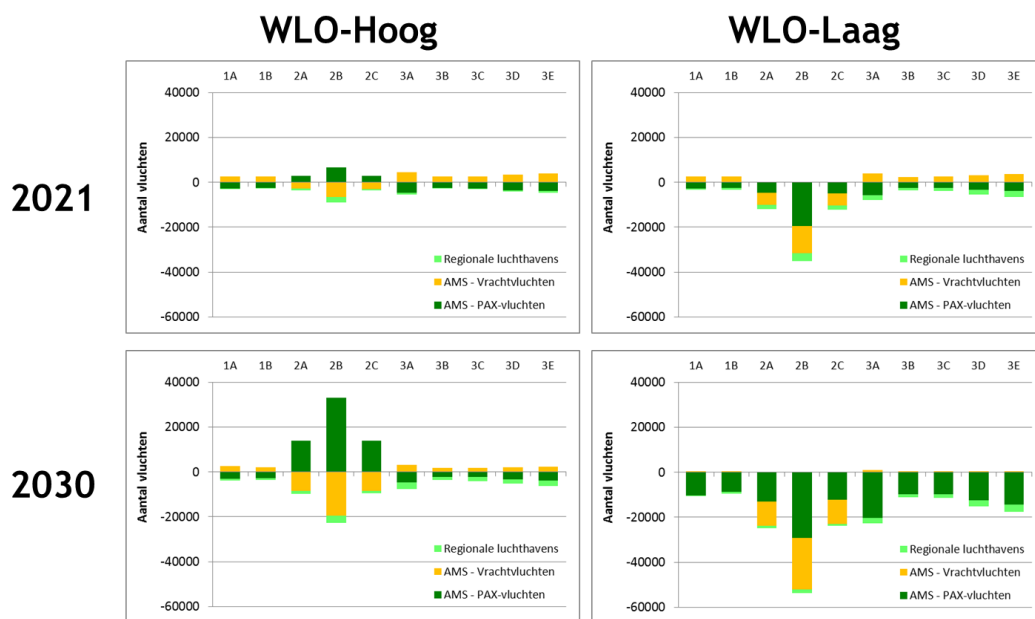 WLO-Hoog
WLO-Laag
2021
1A 1B 2A 2B 2C 3A 3B 3C 3D 3E
40000
20000
0
-20000
-40000
-60000
Aantal vluchten
Regionale luchthavens
AMS - Vrachtvluchten
AMS - PAX-vluchten
1A 1B 2A 2B 2C 3A 3B 3C 3D 3E
40000
20000
0
-20000
-40000
-60000
Aantal vluchten
Regionale luchthavens
AMS - Vrachtvluchten
AMS - PAX-vluchten
2030
1A 1B 2A 2B 2C 3A 3B 3C 3D 3E
40000
20000
0
-20000
-40000
-60000
Aantal vluchten
Regionale luchthavens
AMS - Vrachtvluchten
AMS - PAX-vluchten
1A 1B 2A 2B 2C 3A 3B 3C 3D 3E
40000
20000
0
-20000
-40000
-60000
Aantal vluchten
Regionale luchthavens
AMS - Vrachtvluchten
AMS - PAX-vluchten